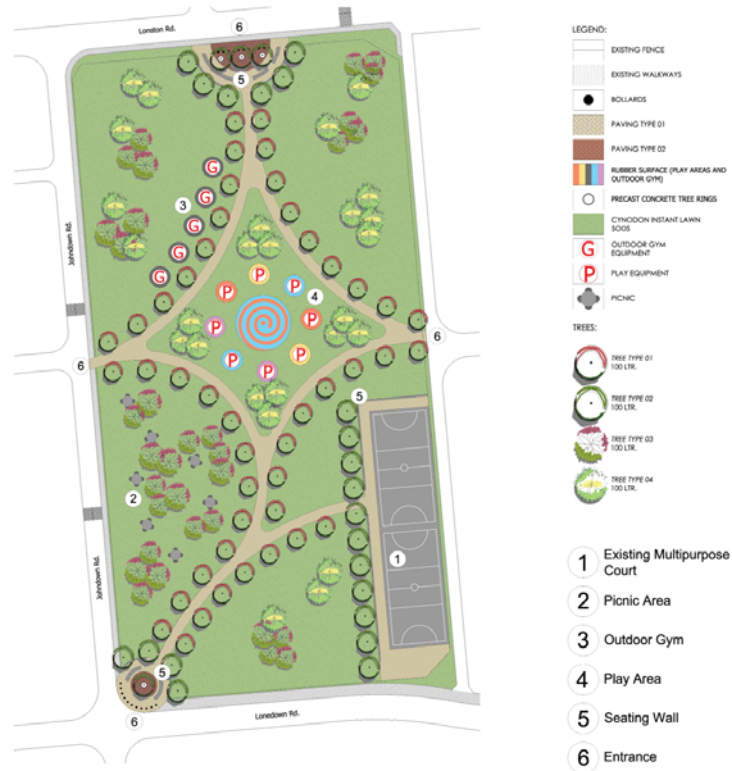 Lonston Rd.
6
5
G
G
3
G
G
G
Johndown Rd.
P
P
P
4
P
P
P
P
P
6
6
5
2
1
Johndown Rd.
5
6
Lonedown Rd.
LEGEND:
EXISTING FENCE
EXISTING WALKWAYS
BOLLARDS
PAVING TYPE 01
PAVING TYPE 02
RUBBER SURFACE (PLAY AREAS AND
OUTDOOR GYM)
PRECAST CONCRETE TREE RINGS
CYNODON INSTANT LAWN
SODS
G
OUTDOOR GYM
EQUIPMENT
P
PLAY EQUIPMENT
PICNIC
TREES:
TREE TYPE 01
100 LTR.
TREE TYPE 02
100 LTR.
TREE TYPE 03
100 LTR.
TREE TYPE 04
100 LTR.
1 Existing Multipurpose
Court
2 Picnic Area
3 Outdoor Gym
4 Play Area
5 Seating Wall
6 Entrance